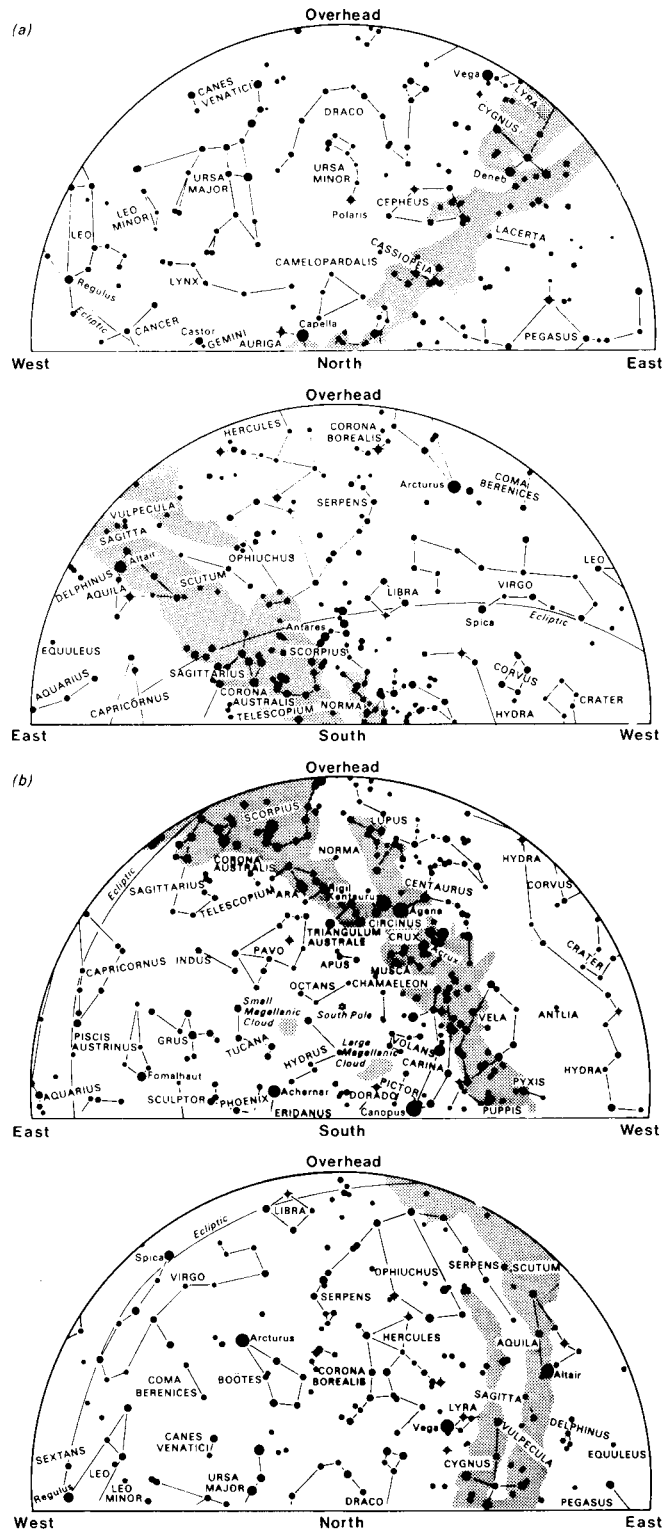 (a)
Overhead
CANES
VENATICI
Vega
LYRA
CYGNUS
DRACO
URSA
MAJOR
URSA
MINOR
Deneb
LEO
MINOR
Polaris
CEPHEUS
LEO
LACERTA
CASSIOPEIA
CAMELOPARDALIS
Regulus
LYNX
Ecliptic
CANCER
Castor
GEMINI
AURIGA
Capella
PEGASUS
West
North
East
Overhead
HERCULES
CORONA
BOREALIS
Arcturus
COMA
BERENICES
VULPECULA
SERPENS
SAGITTA
OPHIUCHUS
LEO
DELPHINUS
Altair
SCUTUM
VIRGO
AQUILA
LIBRA
Spica
Ecliptic
Antares
EQUULEUS
SCORPIUS
SAGITTARIUS
CORVUS
AQUARIUS
CAPRICORNUS
CORONA
AUSTRALIS
TELESCOPIUM
NORMA
HYDRA
CRATER
East
South
West
(b)
Overhead
SCORPIUS
LUPUS
Ecliptic
NORMA
HYDRA
CORONA
AUSTRALIS
CORVUS
SAGITTARIUS
CENTAURUS
TELESCOPIUM
ARA
Rigil
Kentaurus
Agena
CIRCINUS
TRIANGULUM
AUSTRALE
CRUX
Acrux
CRATER
PAVO
CAPRICORNUS
INDUS
APUS
MUSCA
OCTANS
CHAMAELEON
Small
Magellanic
Cloud
South Pole
VELA
ANTLIA
PISCIS
AUSTRINUS
GRUS
TUCANA
Large
Magellanic
Cloud
VOLANS
HYDRUS
CARINA
HYDRA
Fomalhaut
AQUARIUS
SCULPTOR
PHOENIX
Achernar
ERIDANUS
DORADO
PICTOR
Canopus
PYXIS
PUPPIS
East
South
West
Overhead
LIBRA
Ecliptic
Spica
VIRGO
OPHIUCHUS
SERPENS
SCUTUM
SERPENS
Arcturus
HERCULES
AQUILA
Altair
COMA
BERENICES
BOOTES
CORONA
BOREALIS
SAGITTA
LYRA
Vega
VULPECULA
DELPHINUS
CANES
VENATICI
EQUULEUS
SEXTANS
CYGNUS
LEO
Regulus
LEO
MINOR
URSA
MAJOR
DRACO
PEGASUS
West
North
East